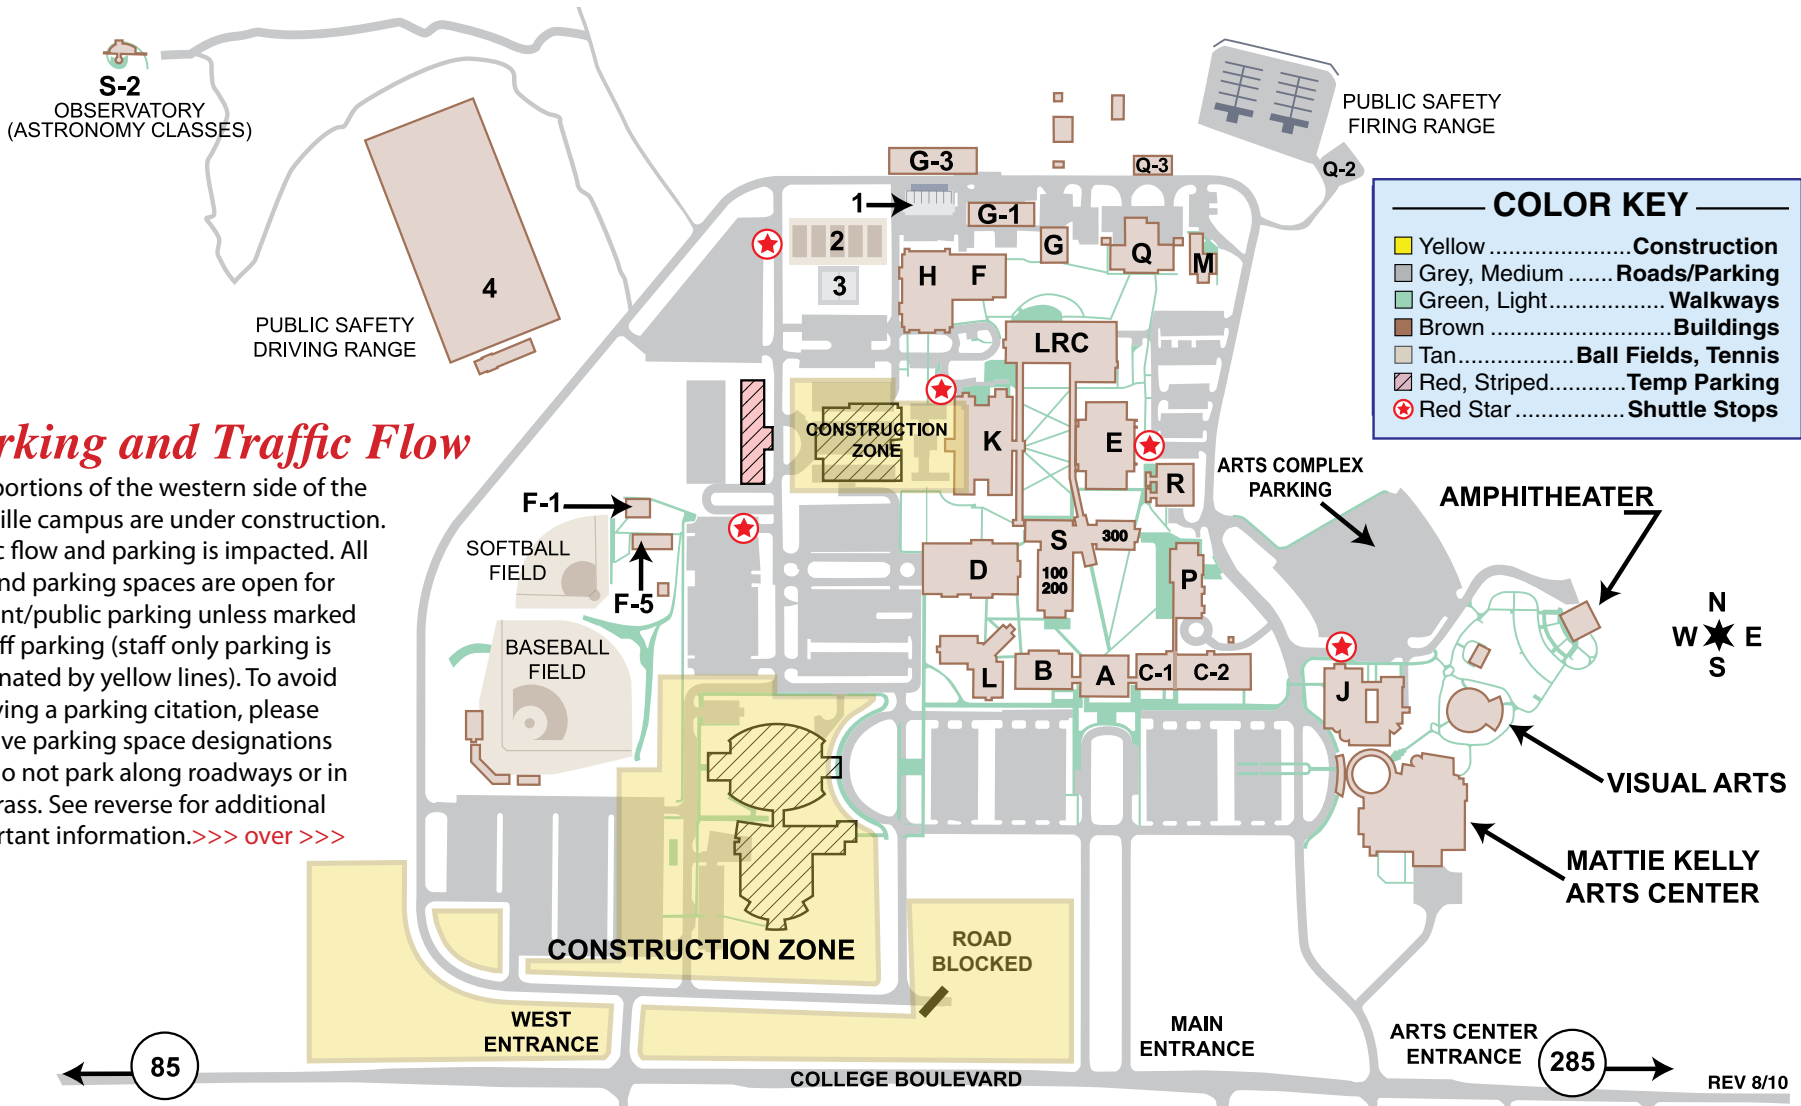 S-2
OBSERVATORY
(ASTRONOMY CLASSES)
4
PUBLIC SAFETY
DRIVING RANGE
G-3
1
G-1
2
3
G
H
F
Q-3
Q
M
PUBLIC SAFETY
FIRING RANGE
Q-2
COLOR KEY
Yellow ..................... Construction
Grey, Medium ....... Roads/Parking
Green, Light.................. Walkways
Brown ........................... Buildings
Tan.................. Ball Fields, Tennis
Red, Striped............ Temp Parking
Red Star .................. Shuttle Stops
LRC
CONSTRUCTION
ZONE
K
E
R
rking and Traffic Flow
portions of the western side of the
ille campus are under construction.
c flow and parking is impacted. All
nd parking spaces are open for
nt/public parking unless marked
ff parking (staff only parking is
nated by yellow lines). To avoid
ving a parking citation, please
ve parking space designations
o not park along roadways or in
rass. See reverse for additional
rtant information.>>> over >>>
F-1
SOFTBALL
FIELD
F-5
BASEBALL
FIELD
ARTS COMPLEX
PARKING
AMPHITHEATER
S
300
D
100
200
P
N
W E
S
L
B
A
C-1
C-2
J
VISUAL ARTS
MATTIE KELLY
ARTS CENTER
CONSTRUCTION ZONE
ROAD
BLOCKED
WEST
ENTRANCE
MAIN
ENTRANCE
ARTS CENTER
ENTRANCE
85
285
COLLEGE BOULEVARD
REV 8/10